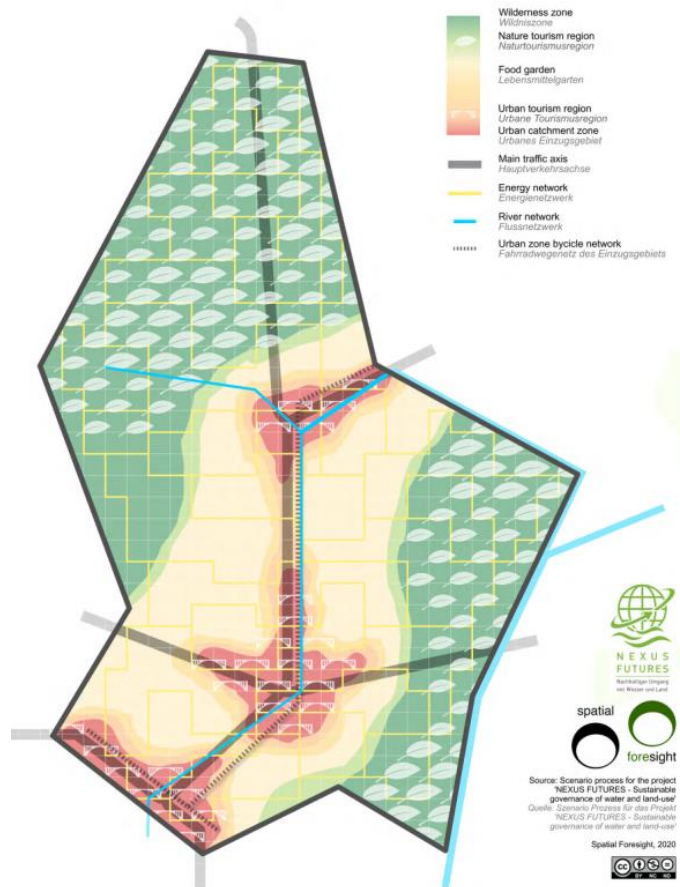 Wilderness zone
Wildniszone
Nature tourism region
Naturtourismusregion
Food garden
Lebensmittelgarten
Urban tourism region
Urbane Tourismusregion
Urban catchment zone
Urbanes Einzugsgebiet
Main traffic axis
Hauptverkehrsachse
Energy network
Energienetzwerk
River network
Flussnetzwerk
Urban zone bycicle network
Fahrradwegenetz des Einzugsgebiets
NEXUS
FUTURES
Nachhaltiger Umgang
mit Wasser und Land
spatial
foresight
Source: Scenario process for the project
'NEXUS FUTURES - Sustainable
governance of water and land-use'
Quelle: Szenario Prozess für das Projekt
'NEXUS FUTURES - Sustainable
governance of water and land-use'
Spatial Foresight, 2020
cc
BY NC ND